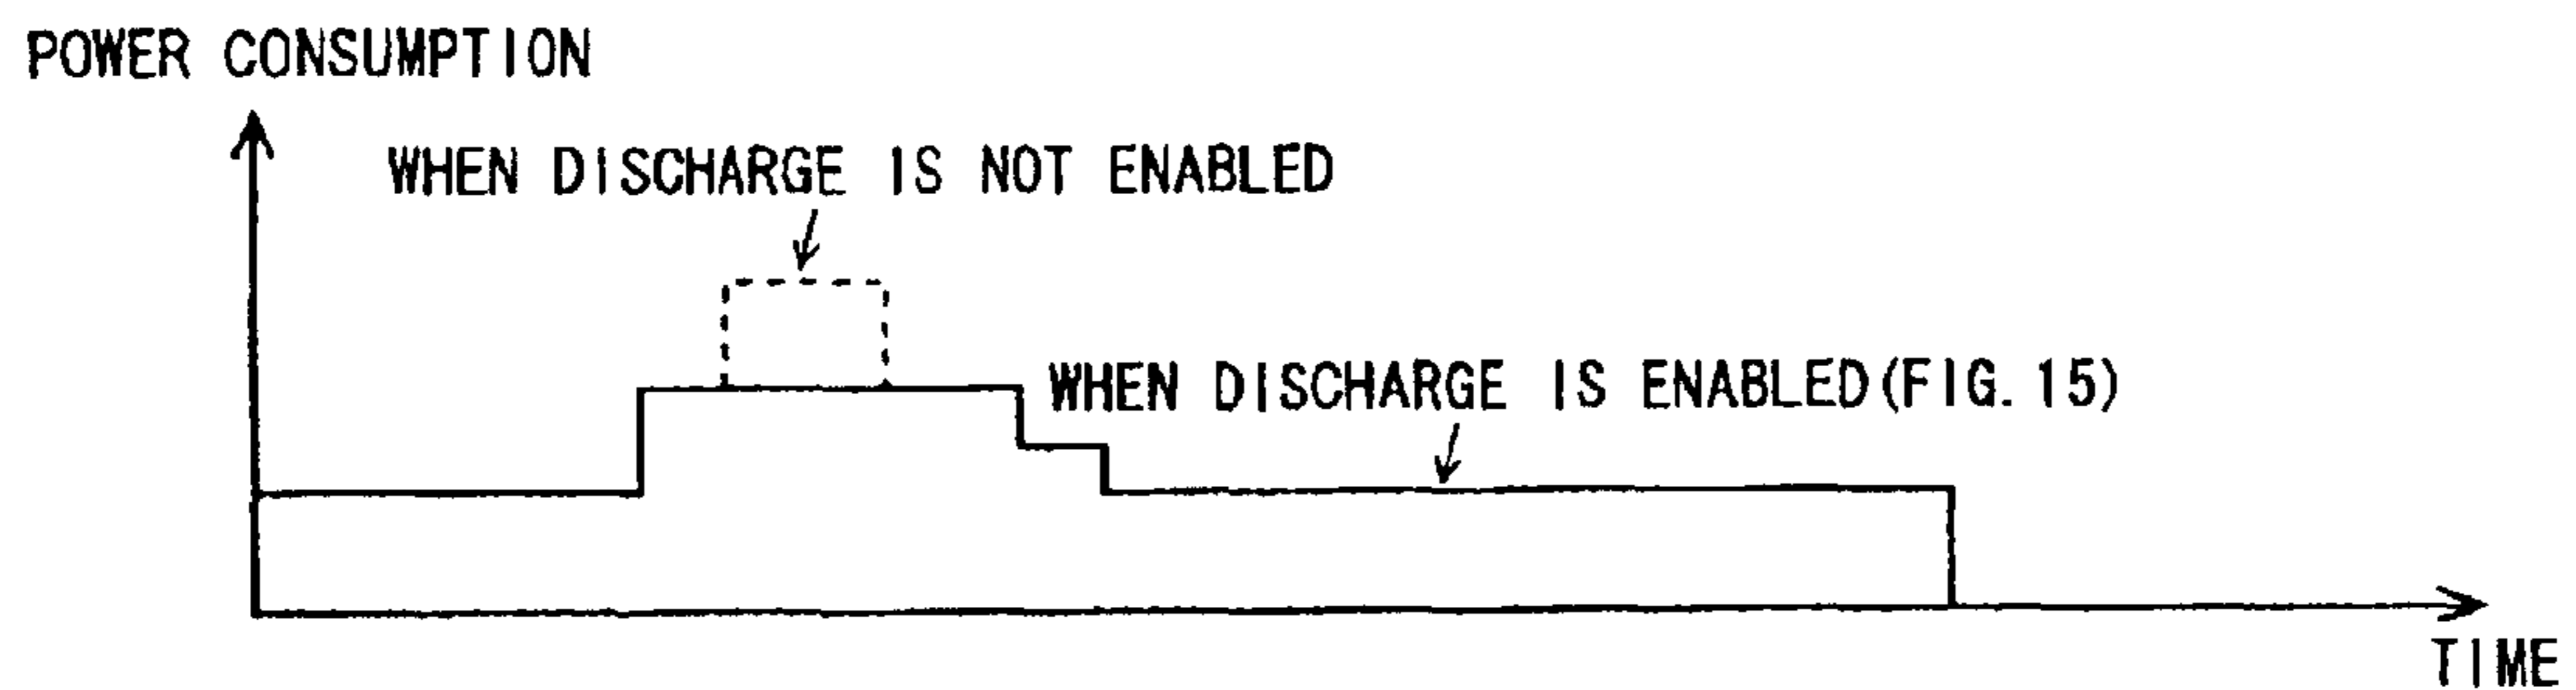 POWER CONSUMPTION
WHEN DISCHARGE IS NOT ENABLED
WHEN DISCHARGE IS ENABLED(FIG.15)
TIME